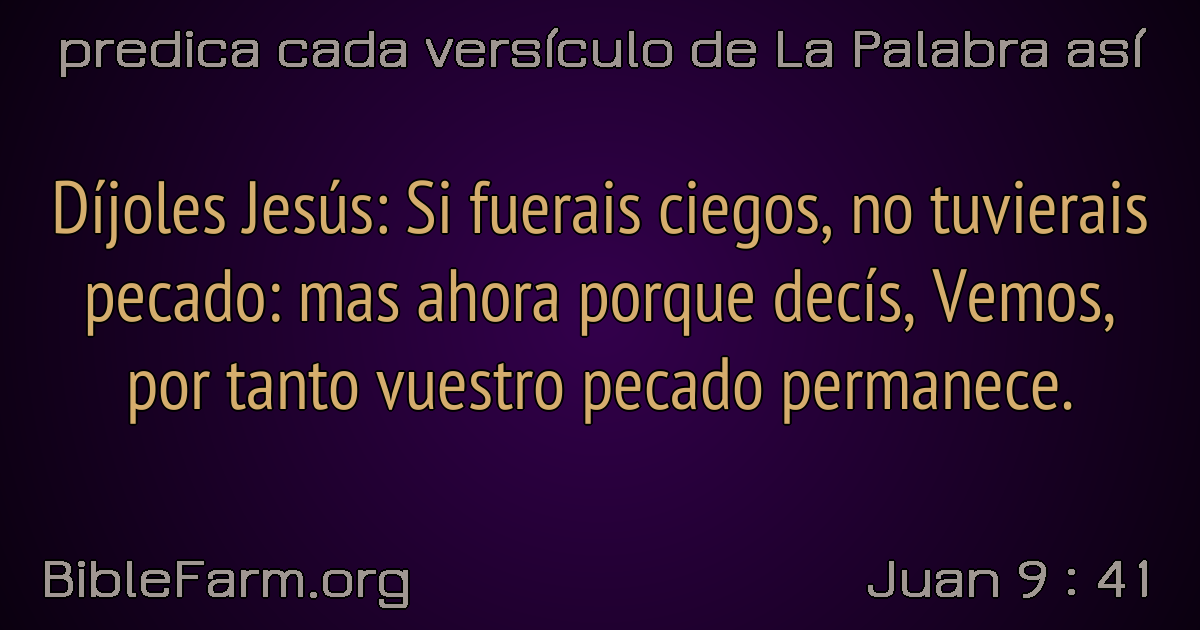 predica cada versículo de La Palabra así
Díjoles Jesús: Si fuerais ciegos, no tuvierais
pecado: mas ahora porque decís, Vemos,
por tanto vuestro pecado permanece.
BibleFarm.org
Juan 9 : 41